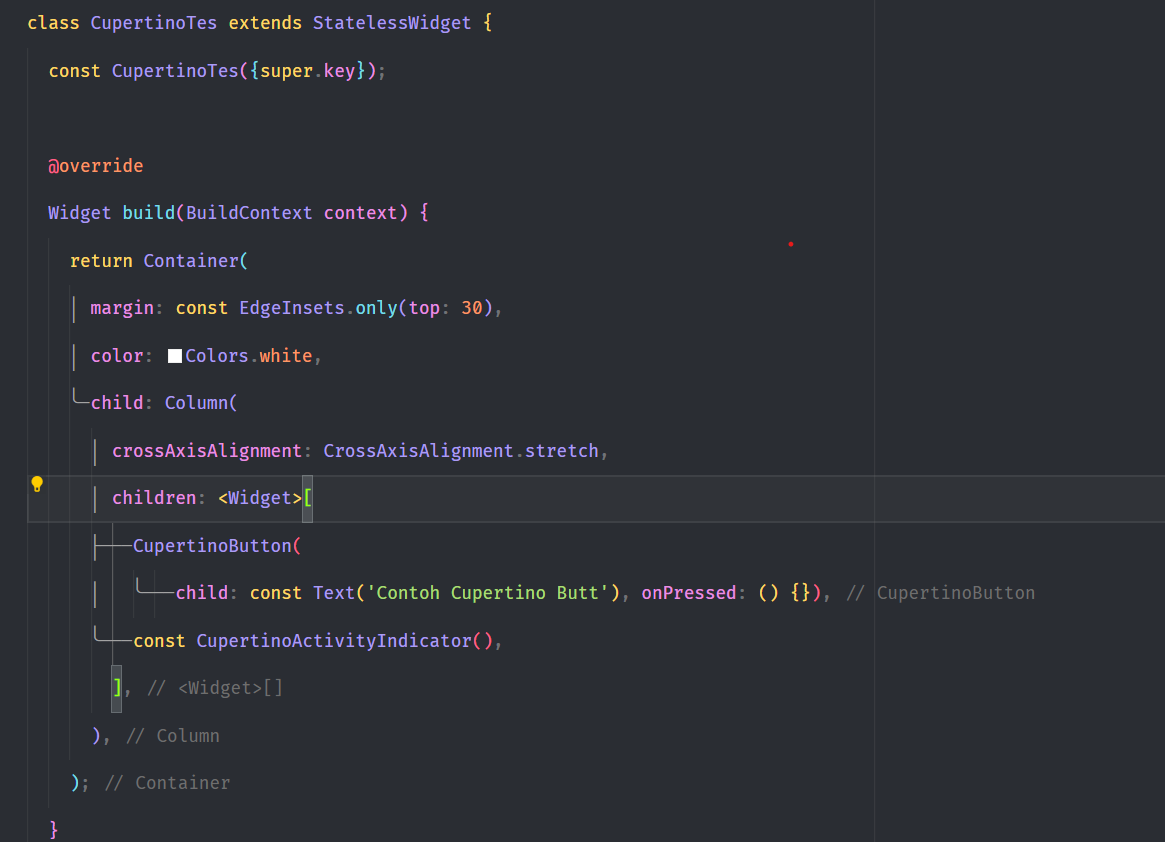 class CupertinoTes extends StatelessWidget {
const CupertinoTes({super.key});
@override
Widget build(BuildContext context) {
return Container(
margin: const EdgeInsets.only(top: 30),
color: Colors.white,
child: Column(
crossAxisAlignment: CrossAxisAlignment.stretch,
children: <Widget>[
CupertinoButton(
child: const Text('Contoh Cupertino Butt'), onPressed: () {}), // CupertinoButton
const CupertinoActivityIndicator(),
], // <Widget>[]
), // Column
); // Container
}